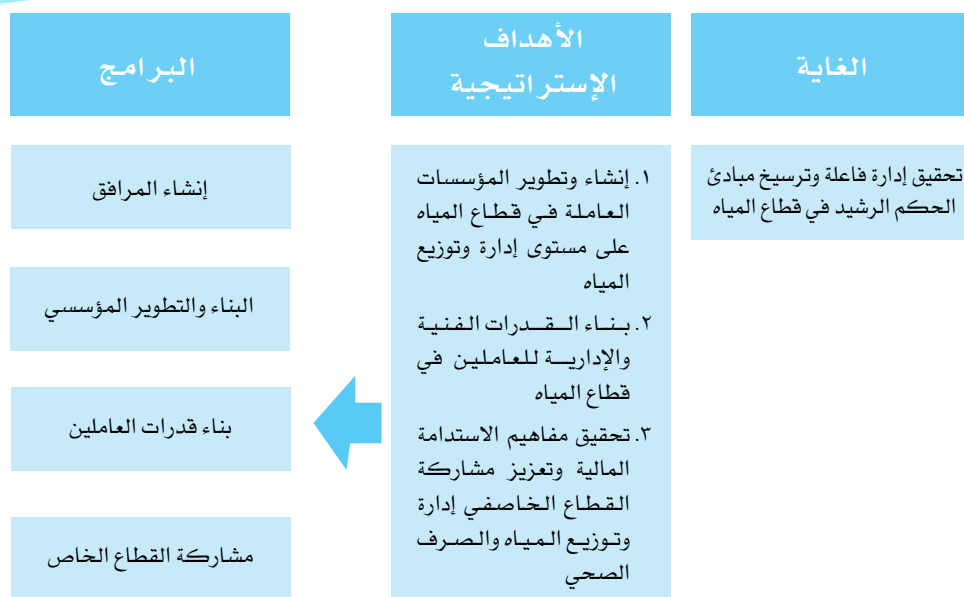 الغاية
تحقيق إدارة فاعلة وترسيخ مبادئ
الحكم الرشيد في قطاع المياه
الأهداف
الإستراتيجية
١. إنشاء وتطوير المؤسسات
العاملة في قطاع المياه
على مستوى إدارة وتوزيع
المياه
٢. بناء القدرات الفنية
والإدارية للعاملين في
قطاع المياه
٣. تحقيق مفاهيم الاستدامة
المالية وتعزيز مشاركة
القطاع الخاصفي إدارة
وتوزيع المياه والصرف
الصحي
البرامج
إنشاء المرافق
البناء والتطوير المؤسسي
بناء قدرات العاملين
مشاركة القطاع الخاص